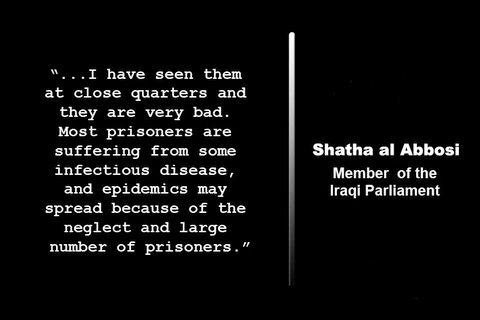 “...I have seen them
at close quarters and
they are very bad.
Most prisoners are
suffering from some
infectious disease,
and epidemics may
spread because of the
neglect and large
number of prisoners.”
Shatha al Abbosi
Member of the
Iraqi Parliament